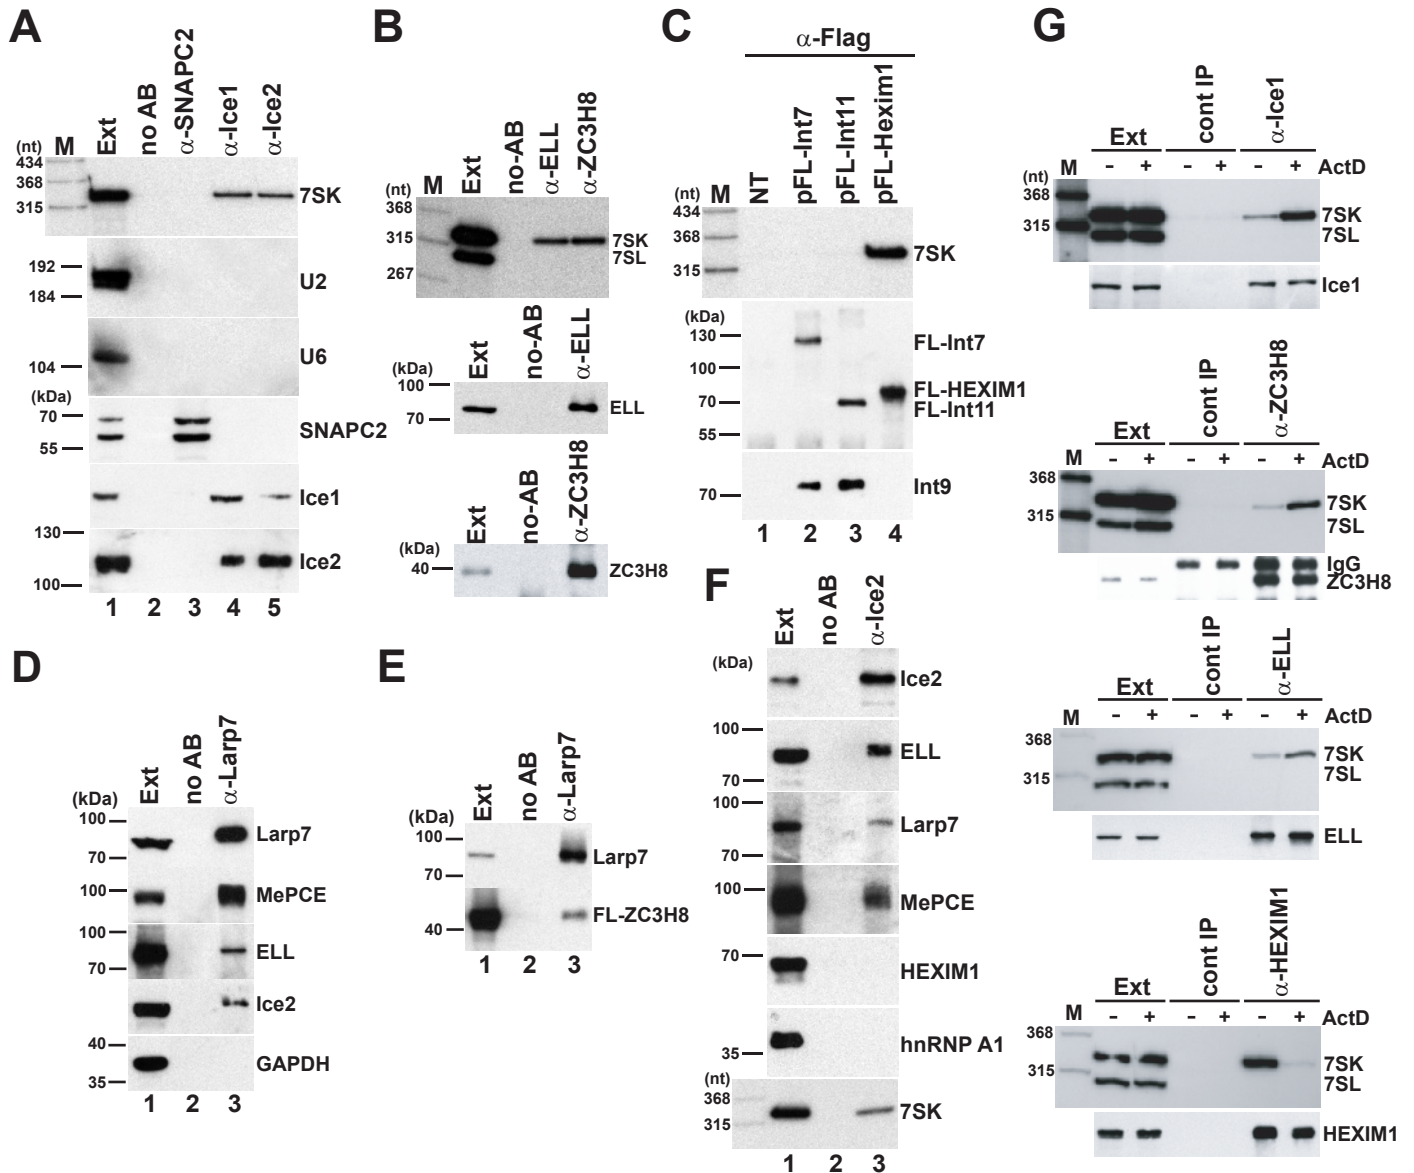 A
Ext
no AB
α-SNAPC2
α-Ice1
α-Ice2
(nt) M
434
368
315
7SK
192
184
U2
104
U6
(kDa)
70
55
SNAPC2
Ice1
130
100
Ice2
1 2 3 4 5
B
Ext
no-AB
α-ELL
α-ZC3H8
(nt) M
368
315
267
7SK
7SL
Ext
no-AB
α-ELL
(kDa)
100
70
ELL
Ext
no-AB
α-ZC3H8
(kDa)
40
ZC3H8
C
α-Flag
NT
pFL-Int7
pFL-Int11
pFL-Hexim1
(nt) M
434
368
315
7SK
(kDa)
130
100
70
55
FL-Int7
FL-HEXIM1
FL-Int11
70
Int9
1 2 3 4
D
Ext
no AB
α-Larp7
(kDa)
100
70
Larp7
100
MePCE
100
70
ELL
Ice2
40
35
GAPDH
1 2 3
E
Ext
no AB
α-Larp7
(kDa)
100
70
Larp7
40
FL-ZC3H8
1 2 3
F
Ext
no AB
α-Ice2
(kDa)
Ice2
100
70
ELL
100
70
Larp7
100
MePCE
70
HEXIM1
35
hnRNP A1
(nt)
368
315
7SK
1 2 3
G
Ext
cont IP
α-Ice1
M - + - + - + ActD
(nt)
368
315
7SK
7SL
Ice1
Ext
cont IP
α-ZC3H8
M - + - + - + ActD
368
315
7SK
7SL
IgG
ZC3H8
Ext
cont IP
α-ELL
M - + - + - + ActD
368
315
7SK
7SL
ELL
Ext
cont IP
α-HEXIM1
M - + - + - + ActD
368
315
7SK
7SL
HEXIM1